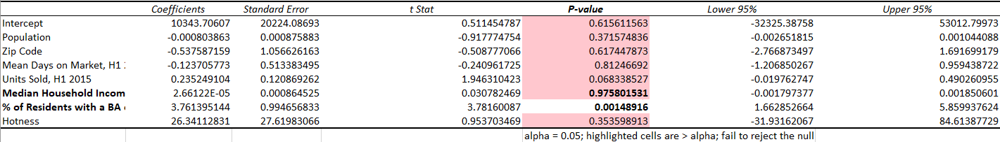 Coefficients Standard Error t Stat P-value Lower 95% Upper 95%
Intercept 10343.70607 20224.08693 0.511454787 0.615611563 -32325.38758 53012.79973
Population -0.000803863 0.000875883 -0.917774754 0.371574836 -0.002651815 0.001044088
Zip Code -0.537587159 1.056626163 -0.508777066 0.617447873 -2.766873497 1.691699179
Mean Days on Market, H1 -0.123705773 0.513383495 -0.240961725 0.81246692 -1.206850267 0.959438722
Units Sold, H1 2015 0.235249104 0.120869262 1.946310423 0.068338527 -0.019762747 0.490260955
Median Household Incom 2.66122E-05 0.000864525 0.030782469 0.975801531 -0.001797377 0.001850601
% of Residents with a BA 3.761395144 0.994656833 3.78160087 0.00148916 1.662852664 5.859937624
Hotness 26.34112831 27.61983066 0.953703469 0.353598913 -31.93162067 84.61387729
alpha = 0.05; highlighted cells are > alpha; fail to reject the null